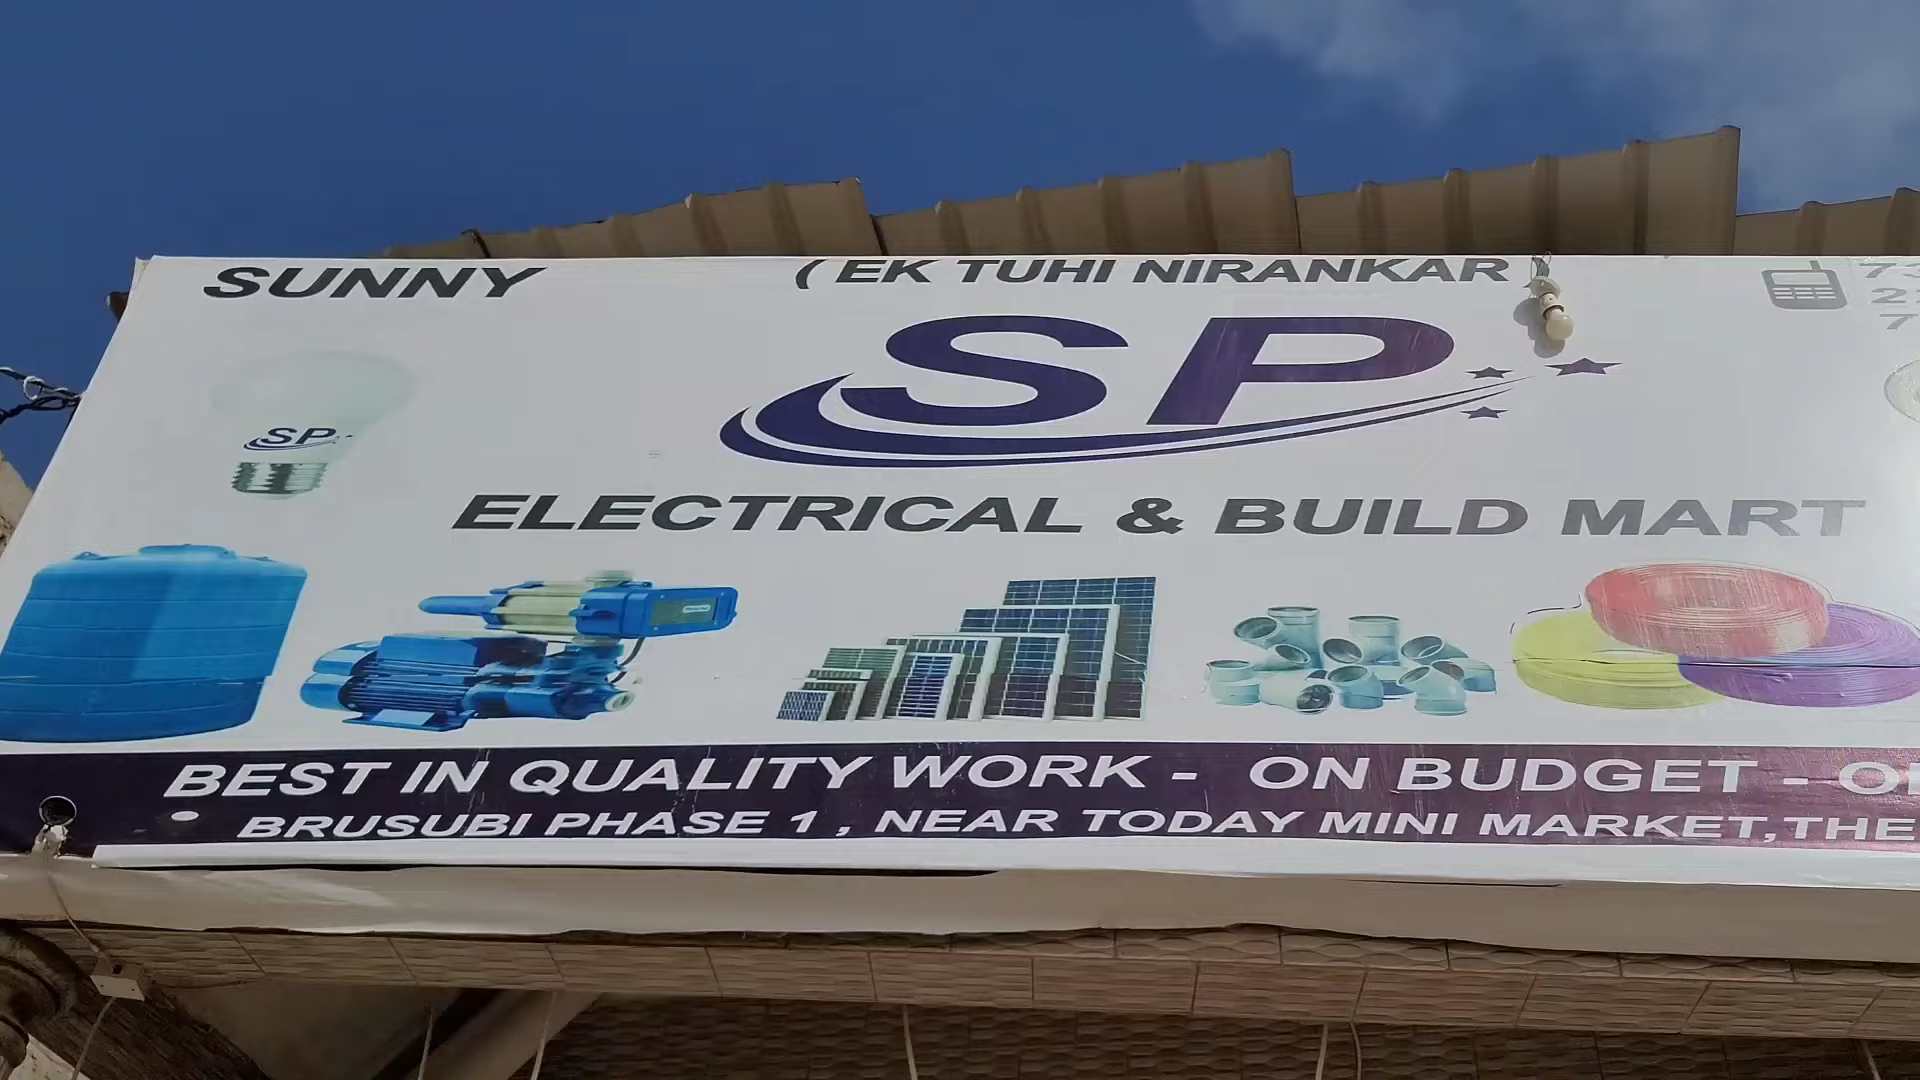 SUNNY ( EK TUHI NIRANKAR
SP
SP
ELECTRICAL & BUILD MART
BEST IN QUALITY WORK - ON BUDGET -
BRUSUBI PHASE 1 , NEAR TODAY MINI MARKET,THE